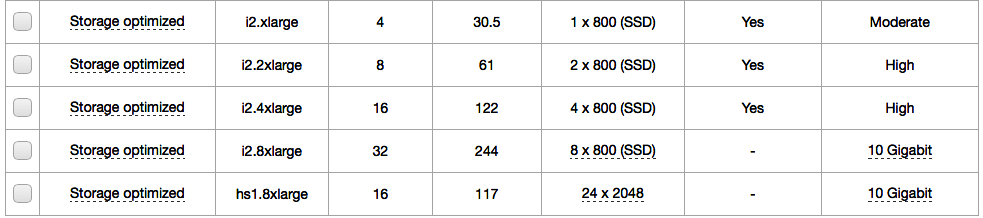 Storage optimized i2.xlarge 4 30.5 1 x 800 (SSD) Yes Moderate
Storage optimized i2.2xlarge 8 61 2 x 800 (SSD) Yes High
Storage optimized i2.4xlarge 16 122 4 x 800 (SSD) Yes High
Storage optimized i2.8xlarge 32 244 8 x 800 (SSD) - 10 Gigabit
Storage optimized hs1.8xlarge 16 117 24 x 2048 - 10 Gigabit